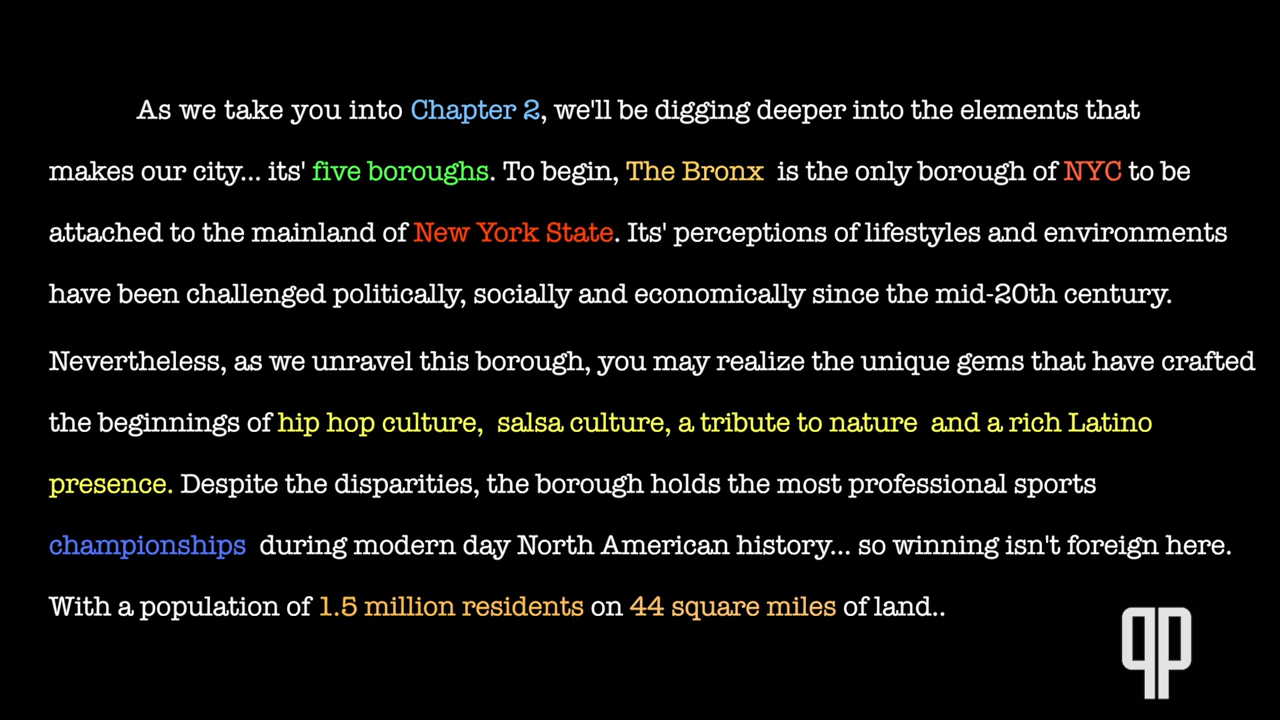 As we take you into Chapter 2, we'll be digging deeper into the elements that
makes our city... its' five boroughs. To begin, The Bronx is the only borough of NYC to be
attached to the mainland of New York State. Its' perceptions of lifestyles and environments
have been challenged politically, socially and economically since the mid-20th century.
Nevertheless, as we unravel this borough, you may realize the unique gems that have crafted
the beginnings of hip hop culture, salsa culture, a tribute to nature and a rich Latino
presence. Despite the disparities, the borough holds the most professional sports
championships during modern day North American history... so winning isn't foreign here.
With a population of 1.5 million residents on 44 square miles of land..